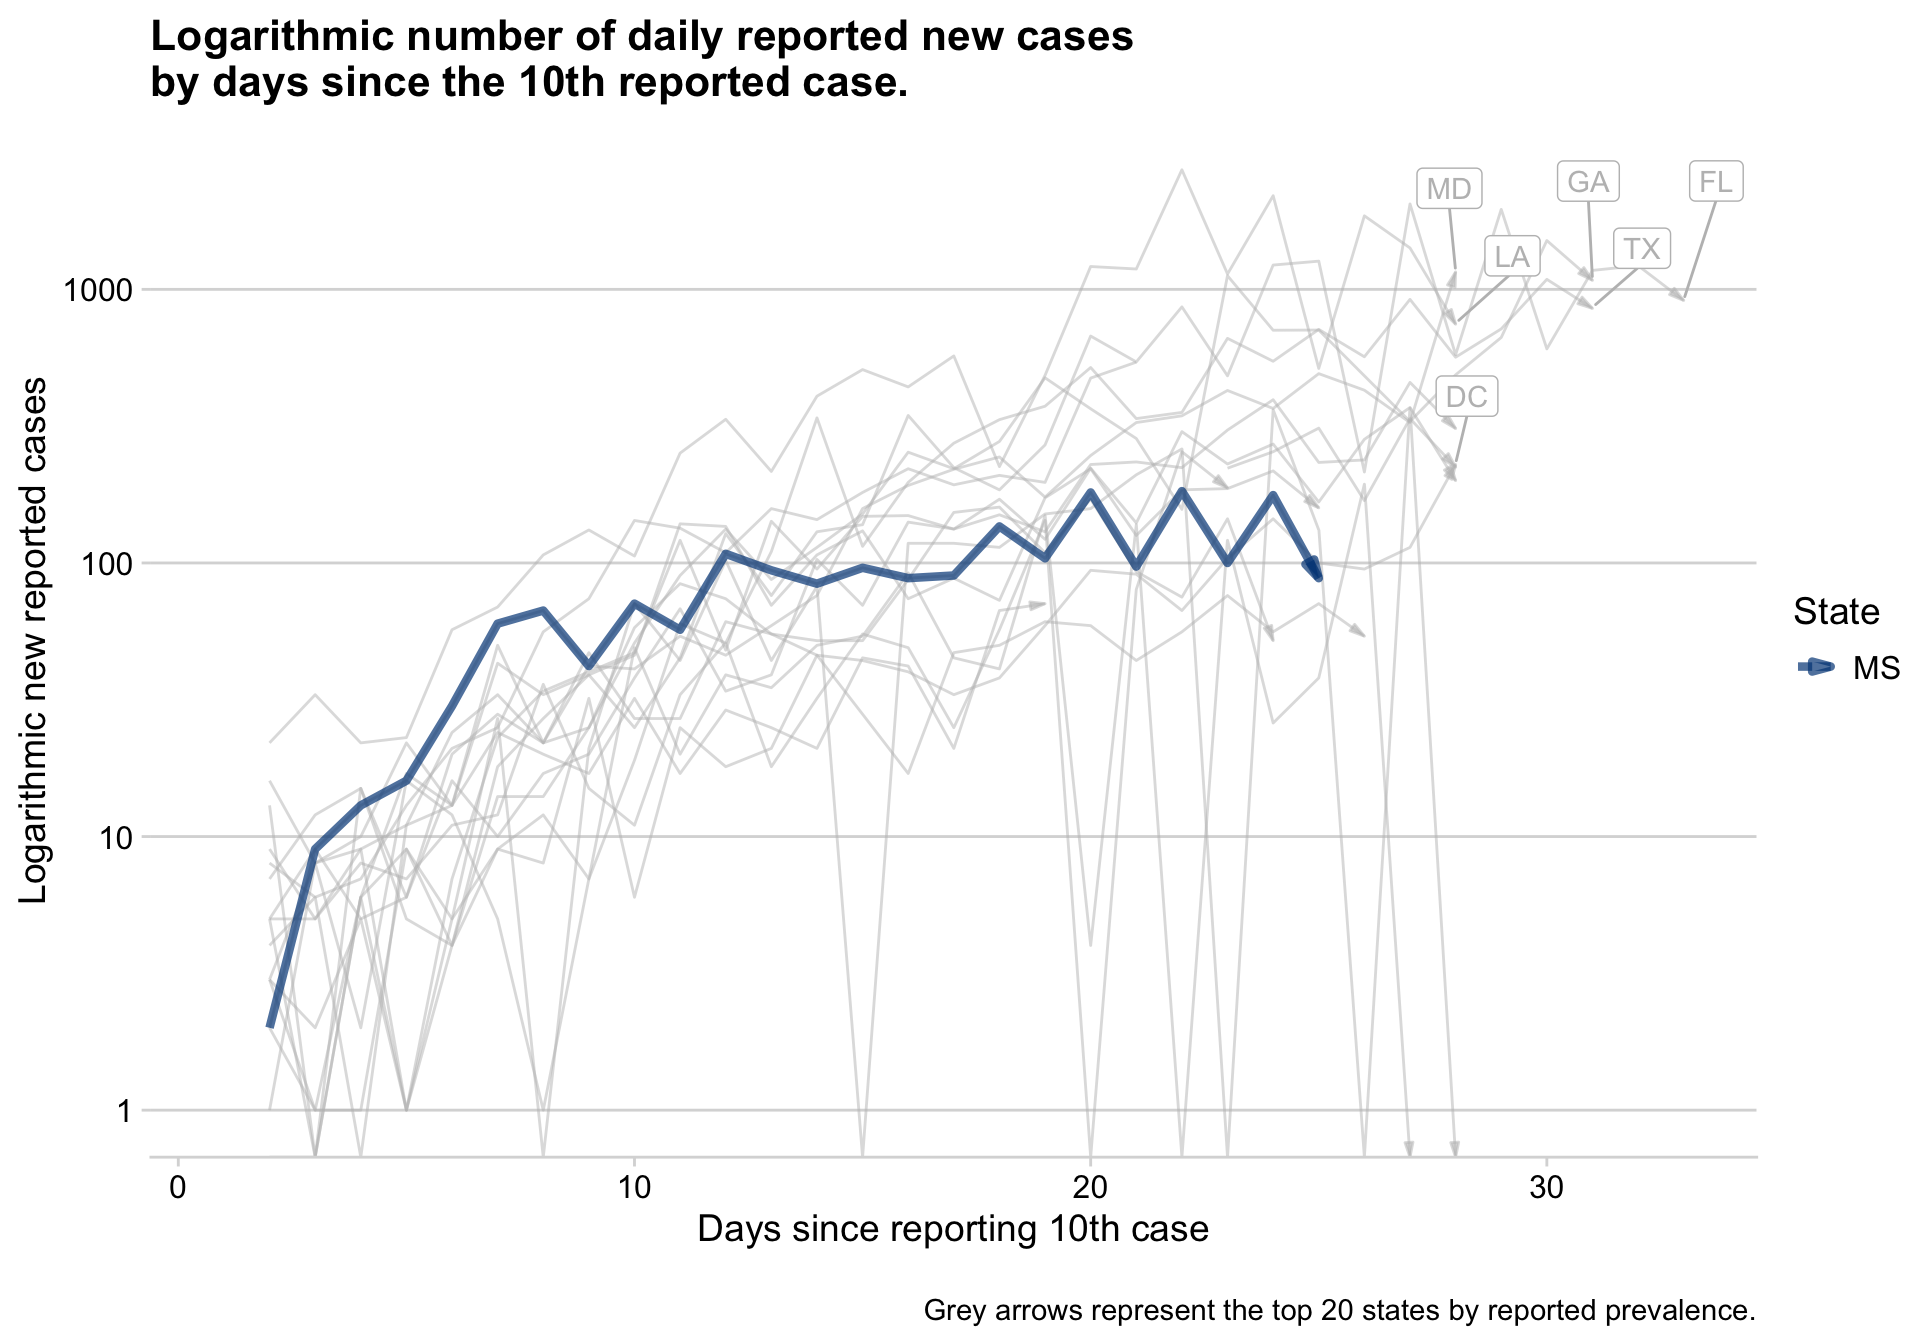 Logarithmic number of daily reported new cases
by days since the 10th reported case.
MD
GA
FL
LA
TX
DC
1000
100
10
1
Logarithmic new reported cases
0
10
20
30
Days since reporting 10th case
State
MS
Grey arrows represent the top 20 states by reported prevalence.